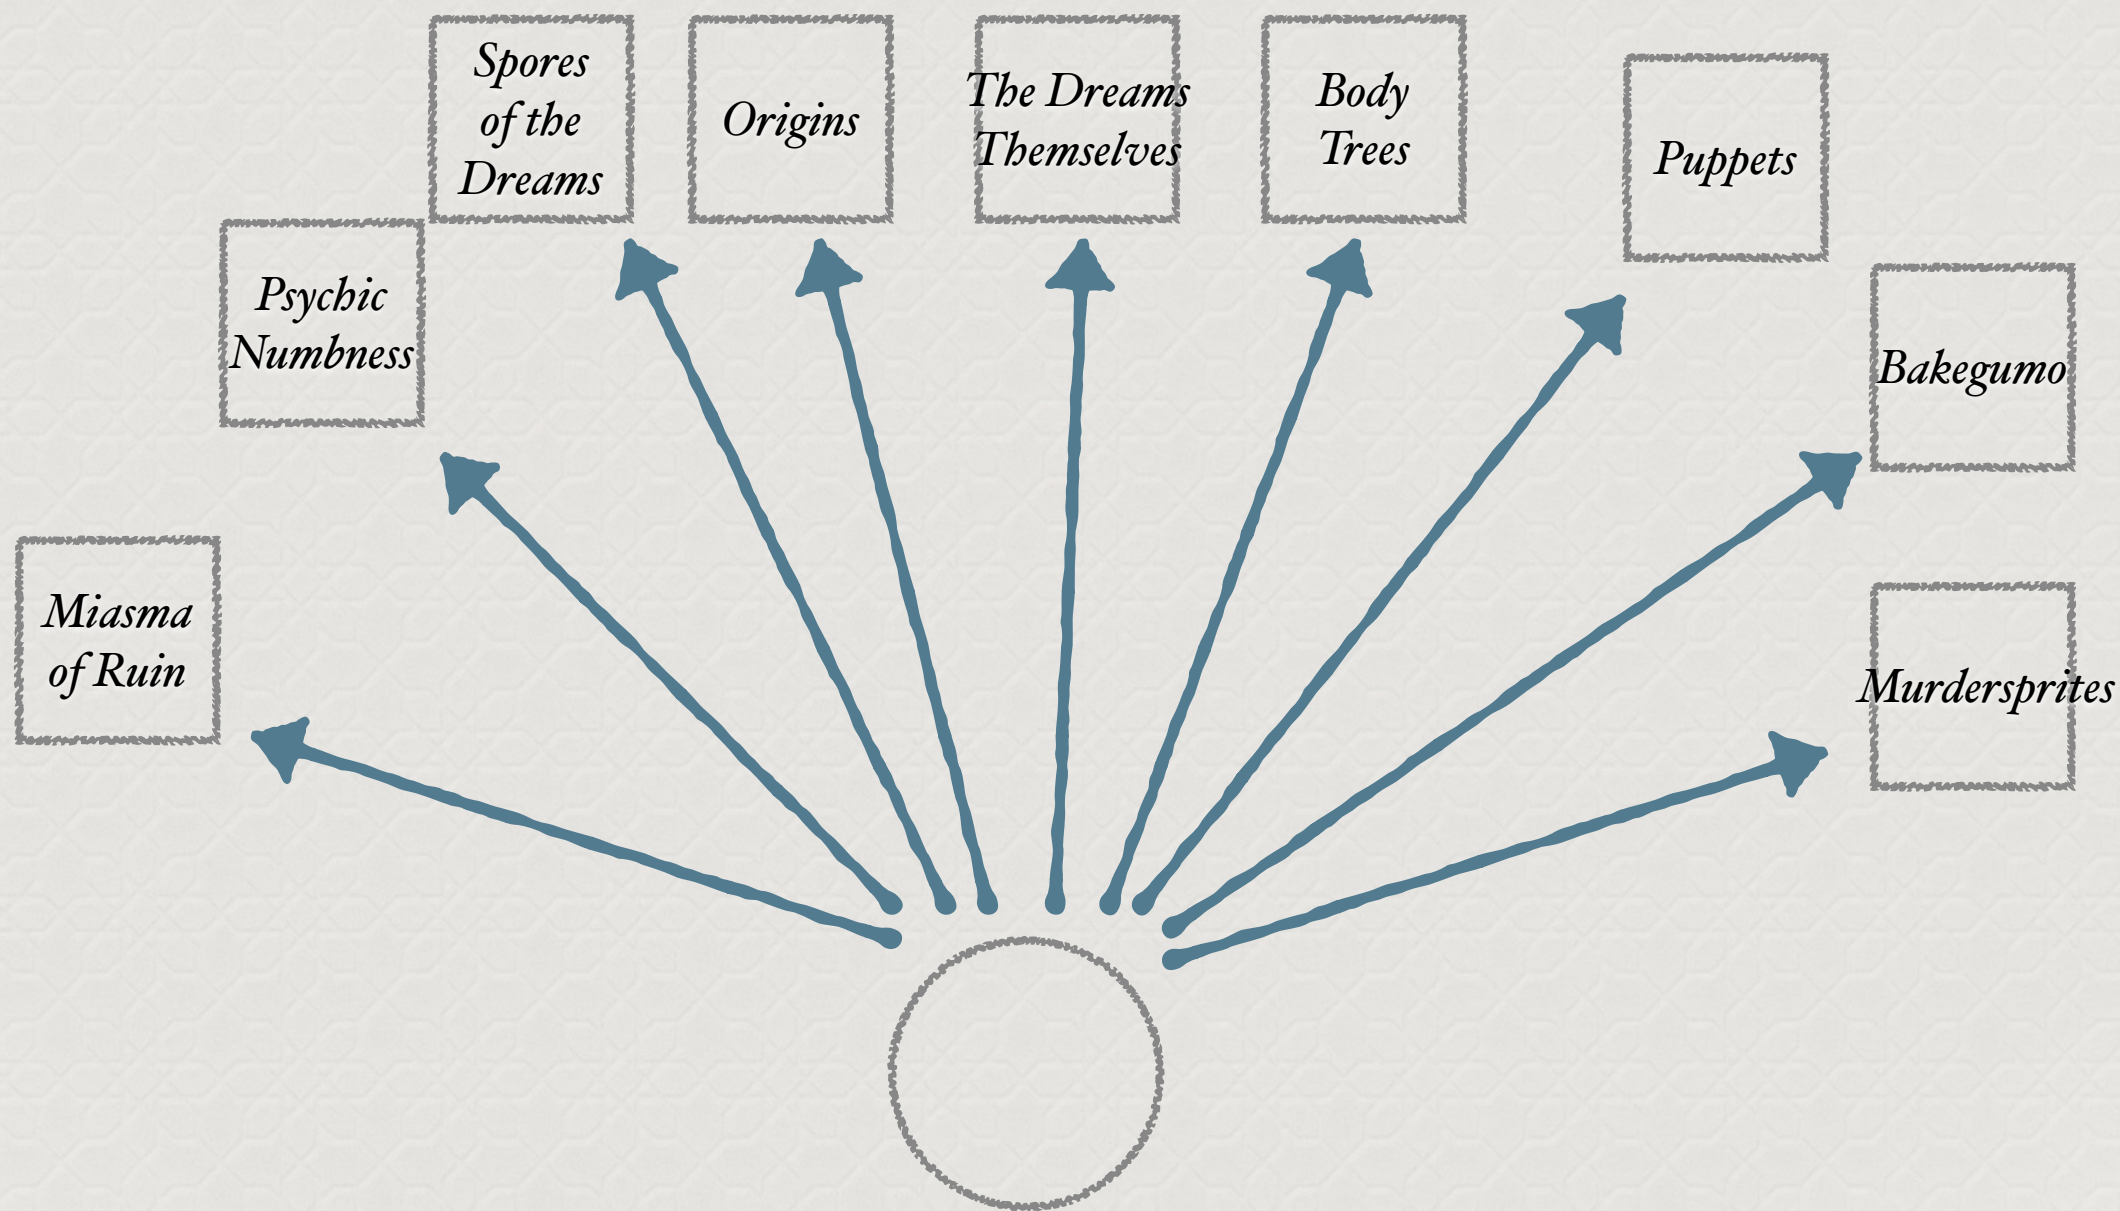 Spores
of the
Dreams
Origins
The Dreams
Themselves
Body
Trees
Puppets
Psychic
Numbness
Bakegumo
Miasma
of Ruin
Murdersprites